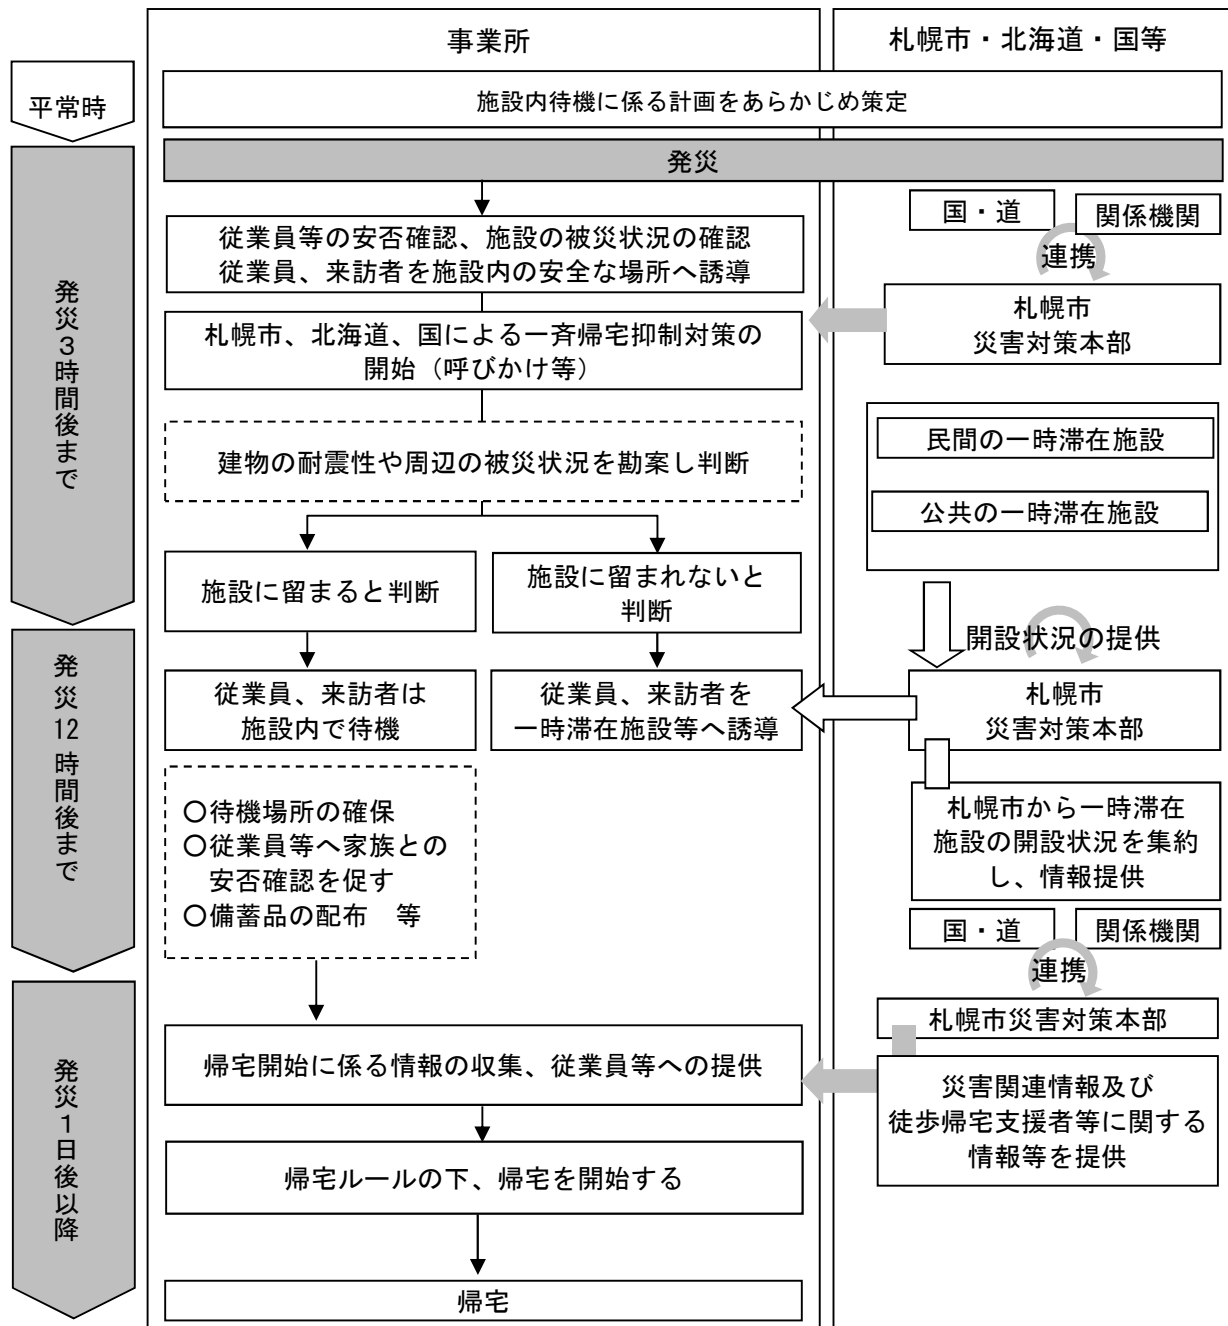 事業所
札幌市・北海道・国等
平常時
施設内待機に係る計画をあらかじめ策定
発災
発災3時間後まで
従業員等の安否確認、施設の被災状況の確認
従業員、来訪者を施設内の安全な場所へ誘導
国・道
関係機関
連携
札幌市
災害対策本部
札幌市、北海道、国による一斉帰宅抑制対策の
開始（呼びかけ等）
建物の耐震性や周辺の被災状況を勘案し判断
民間の一時滞在施設
公共の一時滞在施設
施設に留まると判断
施設に留まれないと
判断
発災12時間後まで
開設状況の提供
従業員、来訪者は
施設内で待機
従業員、来訪者を
一時滞在施設等へ誘導
札幌市
災害対策本部
〇待機場所の確保
〇従業員等へ家族との
安否確認を促す
〇備蓄品の配布　等
札幌市から一時滞在
施設の開設状況を集約
し、情報提供
国・道
関係機関
連携
札幌市災害対策本部
発災1日後以降
帰宅開始に係る情報の収集、従業員等への提供
災害関連情報及び
徒歩帰宅支援者等に関する
情報等を提供
帰宅ルールの下、帰宅を開始する
帰宅